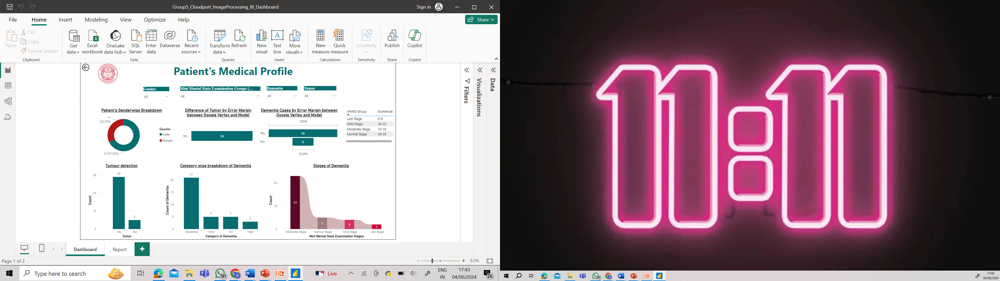 Group5_Cloudport_ImageProcessing_BI_Dashboard
Sign in
File Home Insert Modeling View Optimize Help
Share
Paste
Cut
Copy
Format painter
Clipboard
Get data
Excel workbook
OneLake data hub
SQL Server
Enter data
Dataverse
Recent sources
Data
Transform data
Refresh
Queries
New visual
Text box
More visuals
Insert
New measure
Quick measure
Calculations
Sensitivity
Sensitivity
Publish
Share
Copilot
Copilot
DAX
NORTHEASTERN UNIVERSITY
Patient's Medical Profile
Gender
All
Mini Mental State Examination Groups (...
All
Dementia
All
Tumor
All
Patient's Genderwise Breakdown
11
(32.35%)
23 (67.65%)
Gender
male
female
Difference of Tumor by Error Margin
between Google Vertex and Model
Yes 34
Dementia Cases by Error Margin between
Google Vertex and Model
100%
Yes 26
No 8
30.8%
MMSE Group Numerical
Last Stage 0-9
Mild Stage 20-23
Moderate Stage 10-19
Normal Stage 24-30
Tumour detection
Count
30
20
10
0
29
5
Yes No
Tumor
Category wise breakdown of Dementia
Count of Dementia
20
15
10
5
0
21
5
5
3
Moderate Mild Nil High
Category of Dementia
Stages of Dementia
Count
20
10
0
23
5
4
2
Moderate Stage Normal Stage Mild Stage Last Stage
Mini Mental State Examination Stages
Filters
Visualizations
Data
Dashboard Report +
Page 1 of 2
- + 63%
Type here to search
91
Live
ENG
IN
17:43
04/06/2024
26
11:11
91
17:43
04/06/2024